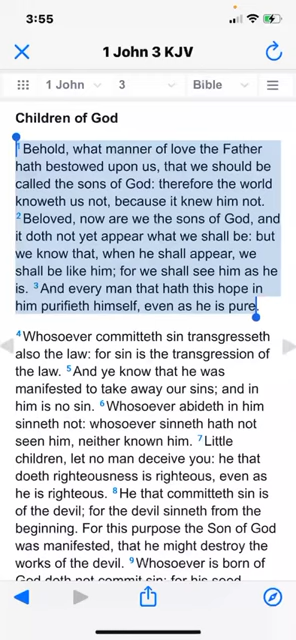 3:55
1 John 3 KJV
1 John
3
Bible
Children of God
1 Behold, what manner of love the Father
hath bestowed upon us, that we should be
called the sons of God: therefore the world
knoweth us not, because it knew him not.
2 Beloved, now are we the sons of God, and
it doth not yet appear what we shall be: but
we know that, when he shall appear, we
shall be like him; for we shall see him as he
is. 3 And every man that hath this hope in
him purifieth himself, even as he is pure.
4 Whosoever committeth sin transgresseth
also the law: for sin is the transgression of
the law. 5 And ye know that he was
manifested to take away our sins; and in
him is no sin. 6 Whosoever abideth in him
sinneth not: whosoever sinneth hath not
seen him, neither known him. 7 Little
children, let no man deceive you: he that
doeth righteousness is righteous, even as
he is righteous. 8 He that committeth sin is
of the devil; for the devil sinneth from the
beginning. For this purpose the Son of God
was manifested, that he might destroy the
works of the devil. 9 Whosoever is born of
God doth not commit sin; for his seed